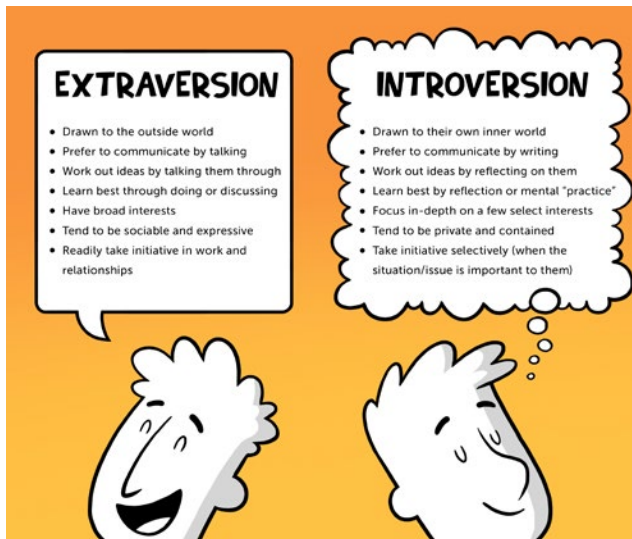 EXTRAVERSION
• Drawn to the outside world
• Prefer to communicate by talking
• Work out ideas by talking them through
• Learn best through doing or discussing
• Have broad interests
• Tend to be sociable and expressive
• Readily take initiative in work and
relationships
INTROVERSION
• Drawn to their own inner world
• Prefer to communicate by writing
• Work out ideas by reflecting on them
• Learn best by reflection or mental “practice”
• Focus in-depth on a few select interests
• Tend to be private and contained
• Take initiative selectively (when the
situation/issue is important to them)